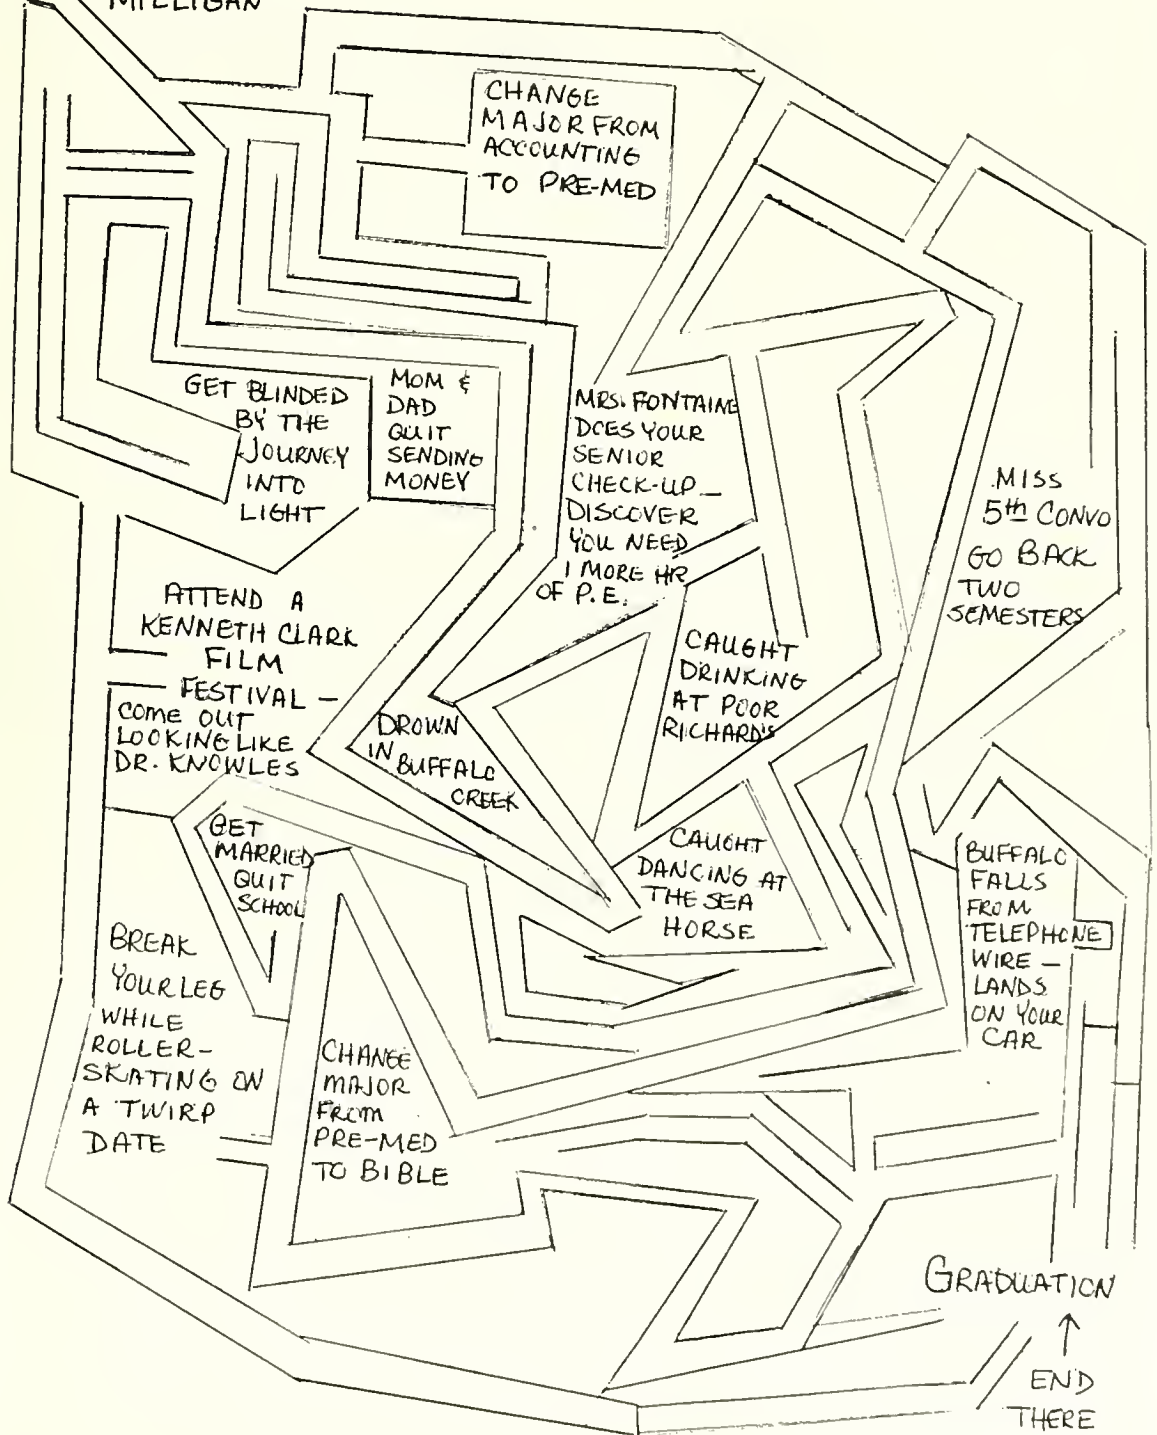 MILLIGAN
CHANGE
MAJOR FROM
ACCOUNTING
TO PRE-MED
GET BLINDED
BY THE
JOURNEY
INTO
LIGHT
MOM &
DAD
QUIT
SENDING
MONEY
MRS. FONTAINE
DOES YOUR
SENIOR
CHECK-UP —
DISCOVER
YOU NEED
1 MORE HR
OF P.E.
MISS
5th CONVO
GO BACK
TWO
SEMESTERS
ATTEND A
KENNETH CLARK
FILM
FESTIVAL —
COME OUT
LOOKING LIKE
DR. KNOWLES
CAUGHT
DRINKING
AT POOR
RICHARD'S
DROWN
IN BUFFALO
CREEK
GET
MARRIED
QUIT
SCHOOL
CAUGHT
DANCING AT
THE SEA
HORSE
BUFFALO
FALLS
FROM
TELEPHONE
WIRE —
LANDS
ON YOUR
CAR
BREAK
YOUR LEG
WHILE
ROLLER-
SKATING ON
A TWIRP
DATE
CHANGE
MAJOR
FROM
PRE-MED
TO BIBLE
GRADUATION
↑
END
THERE